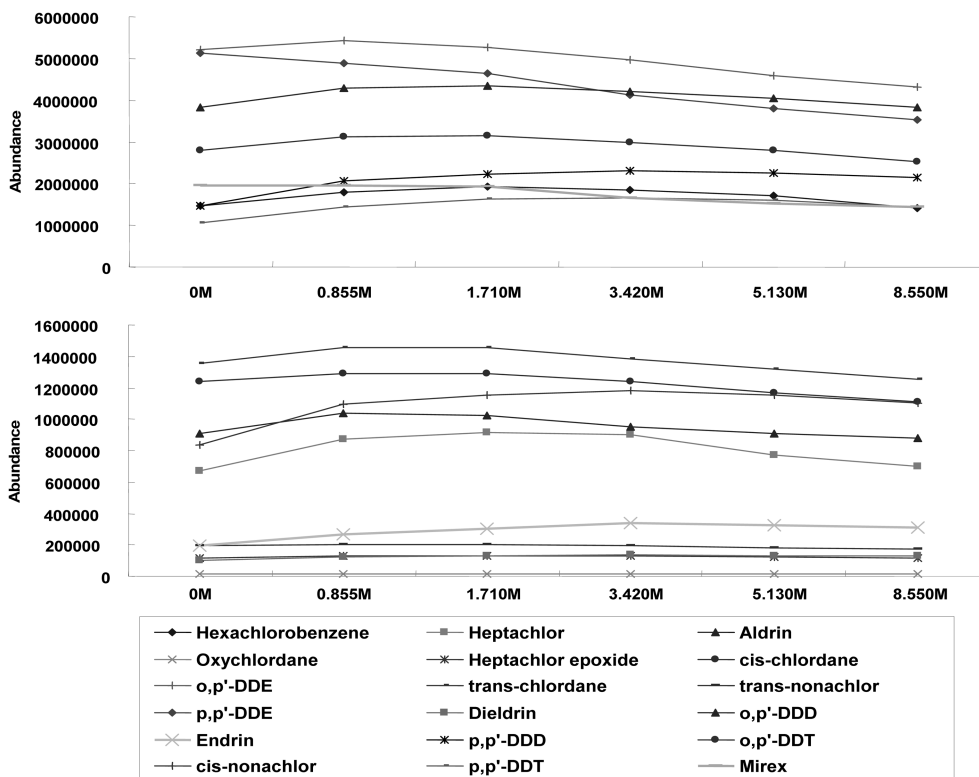 6000000
5000000
4000000
3000000
2000000
1000000
0
Abundance
0M 0.855M 1.710M 3.420M 5.130M 8.550M
1600000
1400000
1200000
1000000
800000
600000
400000
200000
0
Abundance
0M 0.855M 1.710M 3.420M 5.130M 8.550M
Hexachlorobenzene Heptachlor Aldrin
Oxychlordane Heptachlor epoxide cis-chlordane
o,p'-DDE trans-chlordane trans-nonachlor
p,p'-DDE Dieldrin o,p'-DDD
Endrin p,p'-DDD o,p'-DDT
cis-nonachlor p,p'-DDT Mirex